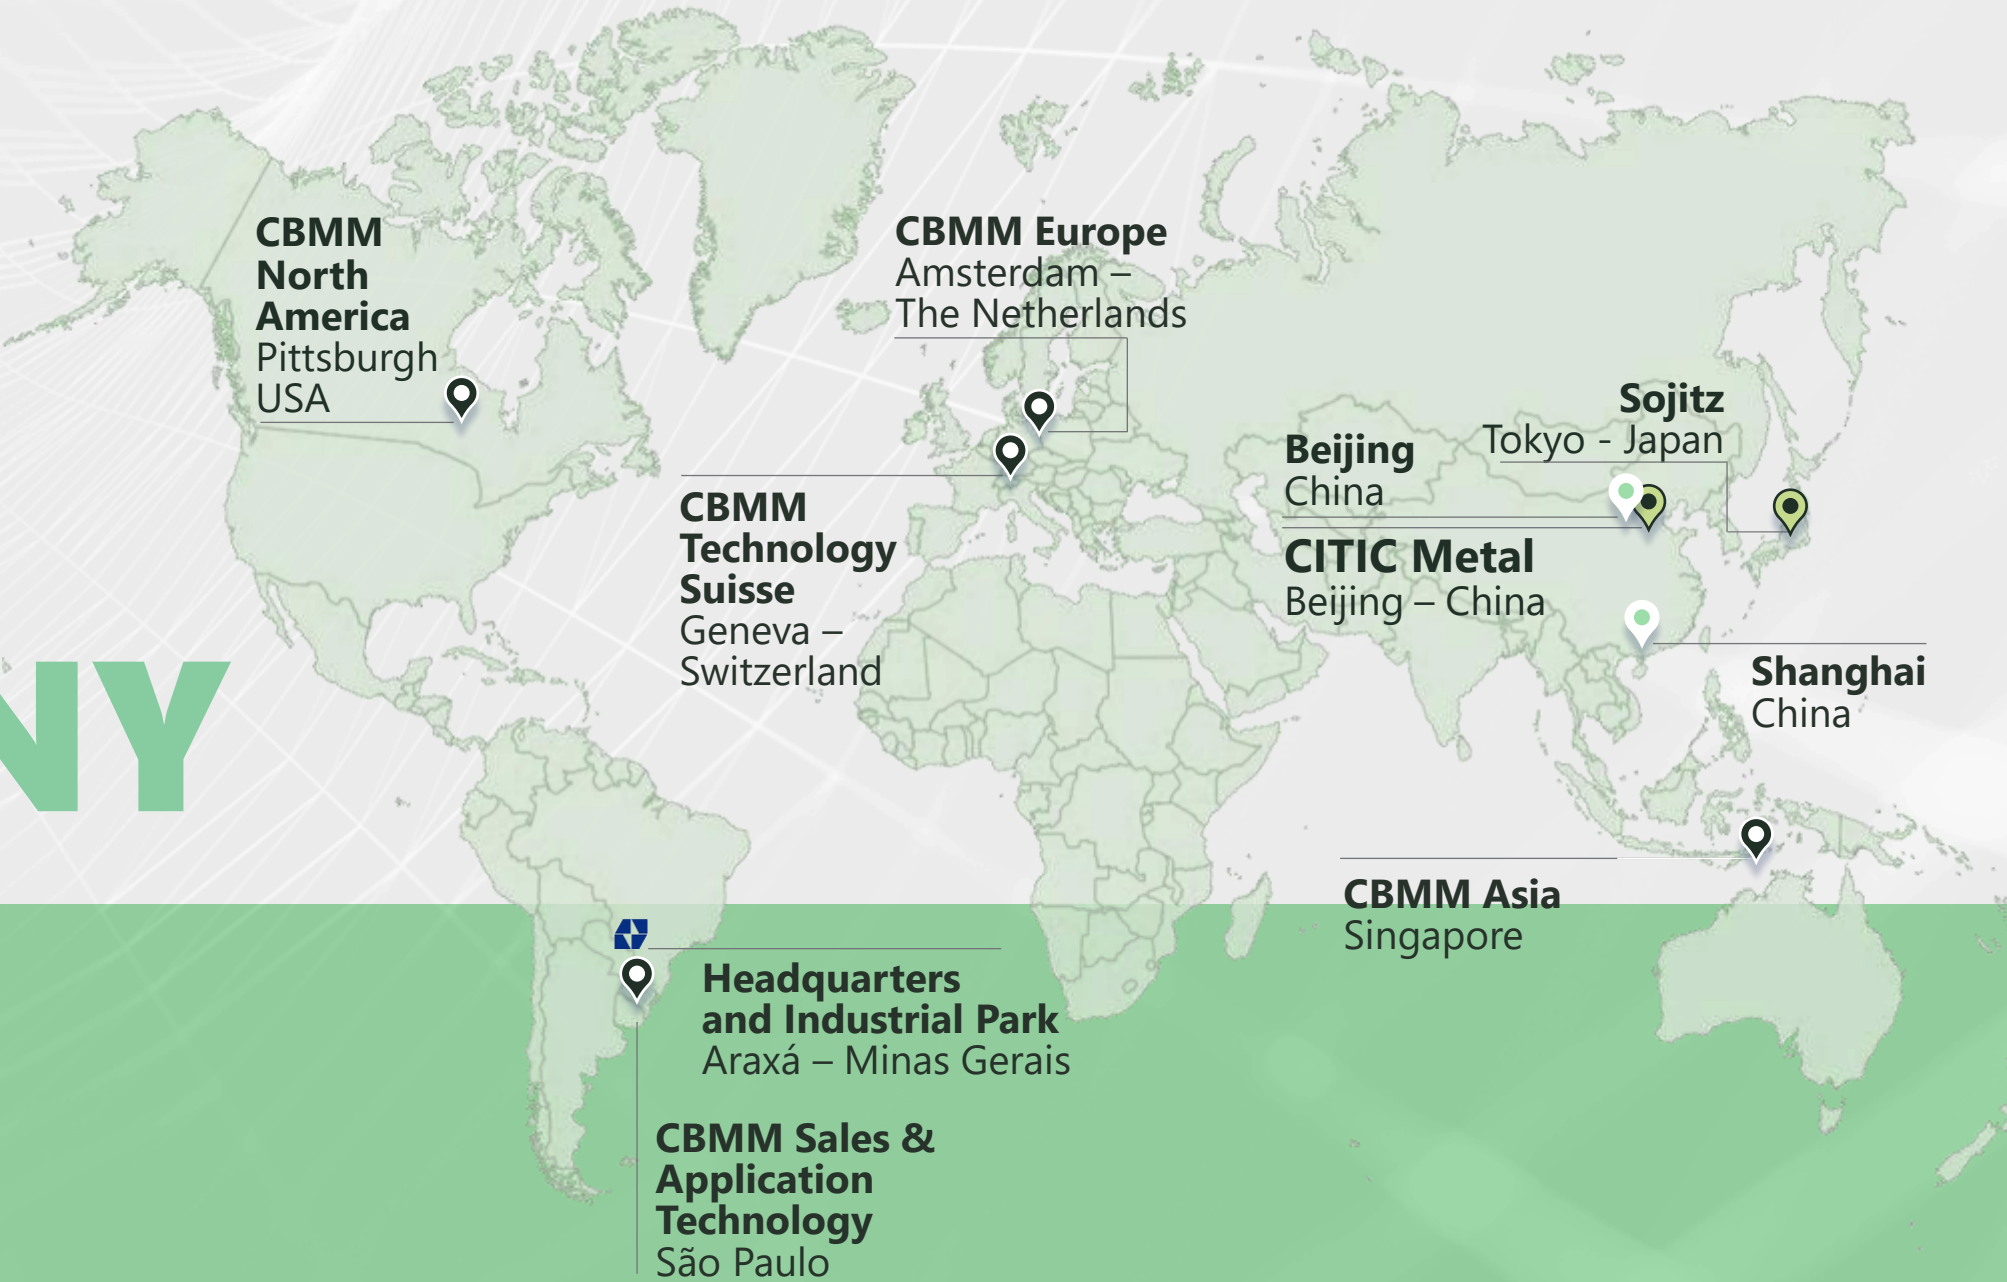 CBMM
North
America
Pittsburgh
USA
CBMM Europe
Amsterdam –
The Netherlands
CBMM
Technology
Suisse
Geneva –
Switzerland
Sojitz
Tokyo - Japan
Beijing
China
CITIC Metal
Beijing – China
Shanghai
China
NY
CBMM Asia
Singapore
Headquarters
and Industrial Park
Araxá – Minas Gerais
CBMM Sales &
Application
Technology
São Paulo